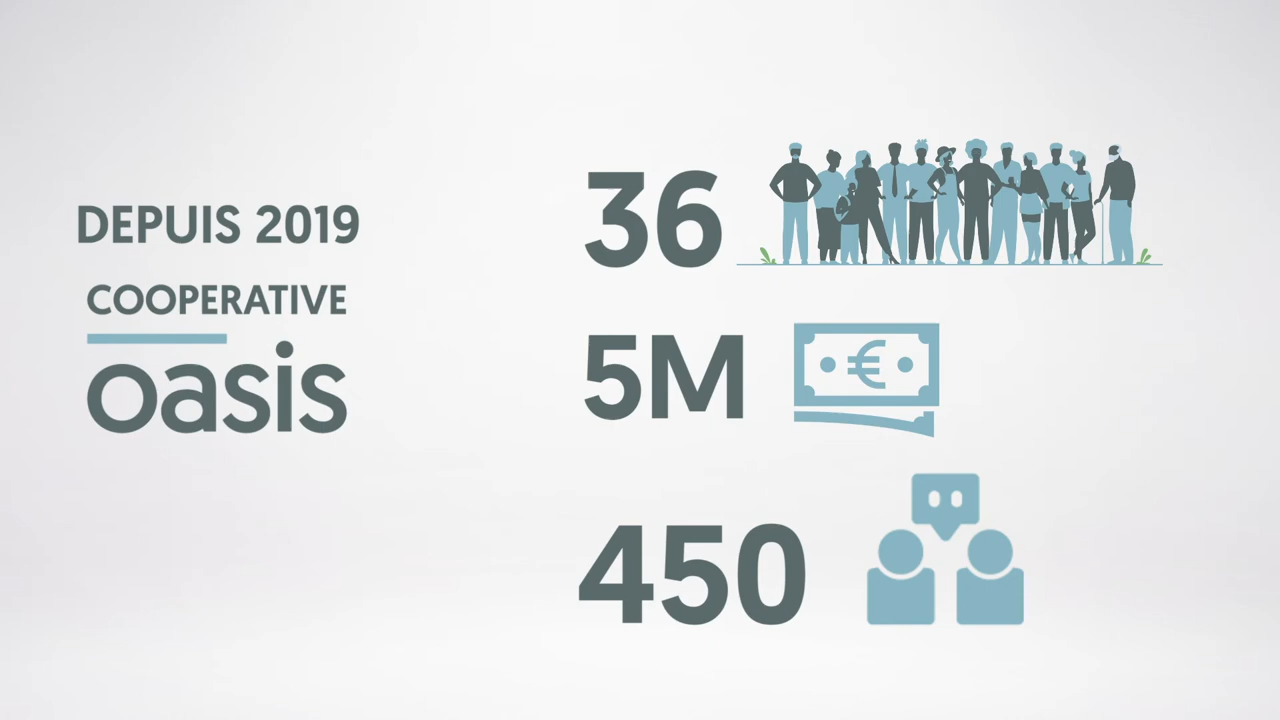 DEPUIS 2019
COOPERATIVE
oasis
36
5M
€
450